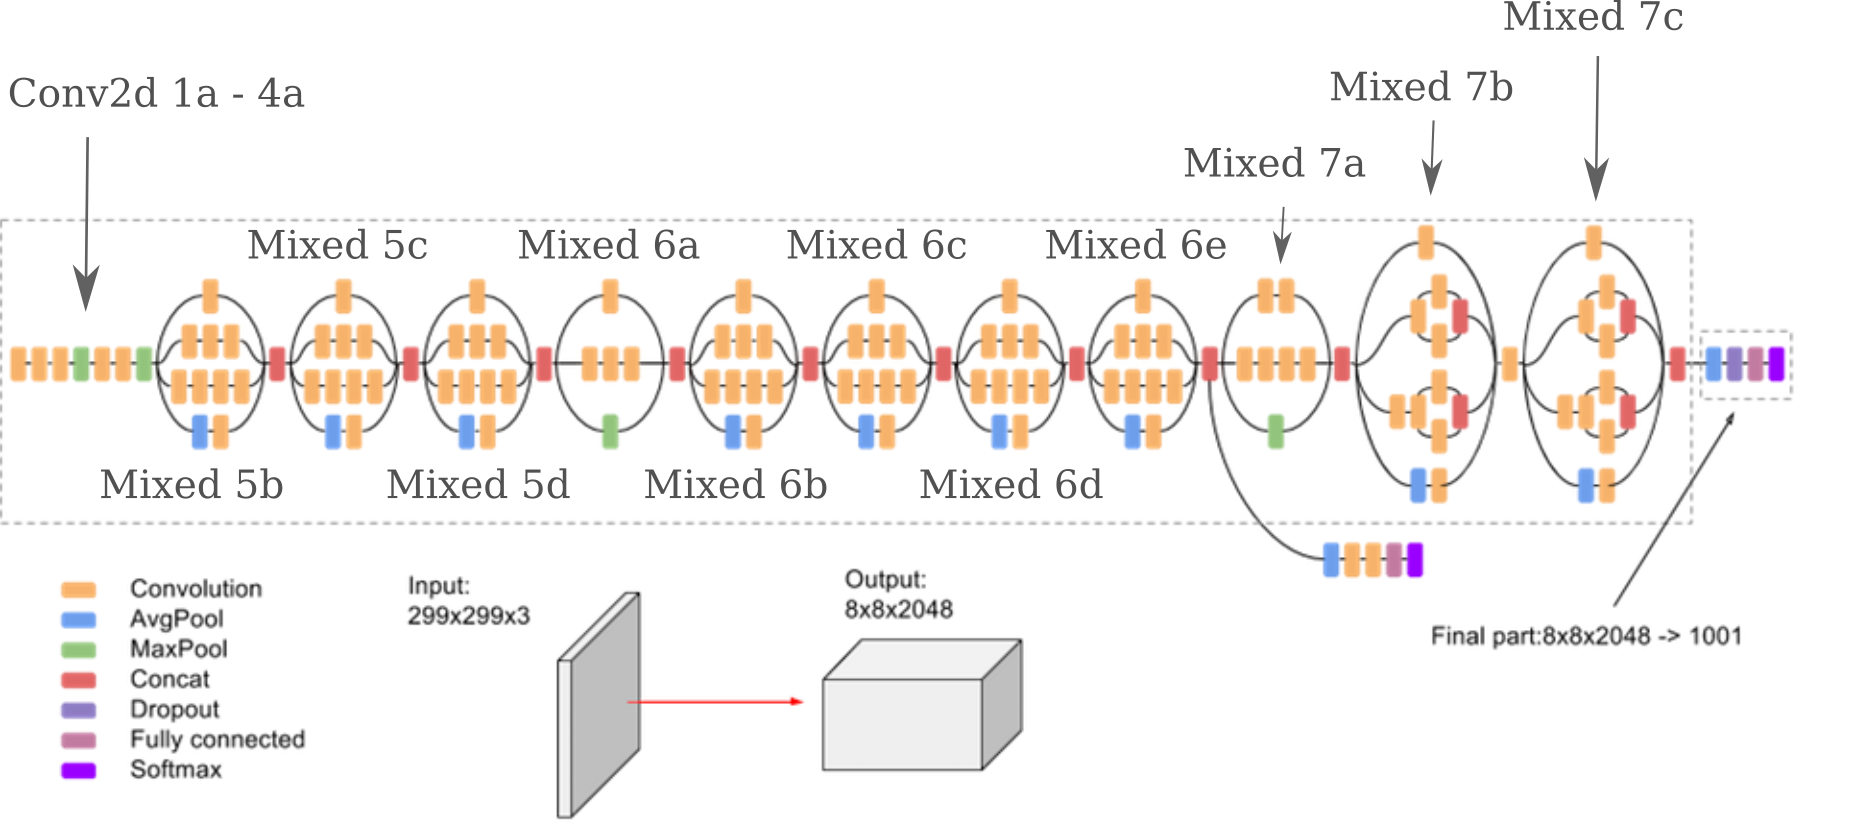 Mixed 7c
Mixed 7b
Conv2d 1a - 4a
Mixed 7a
Mixed 5c
Mixed 6a
Mixed 6c
Mixed 6e
Mixed 5b
Mixed 5d
Mixed 6b
Mixed 6d
Convolution
AvgPool
MaxPool
Concat
Dropout
Fully connected
Softmax
Input:
299x299x3
Output:
8x8x2048
Final part:8x8x2048 -> 1001